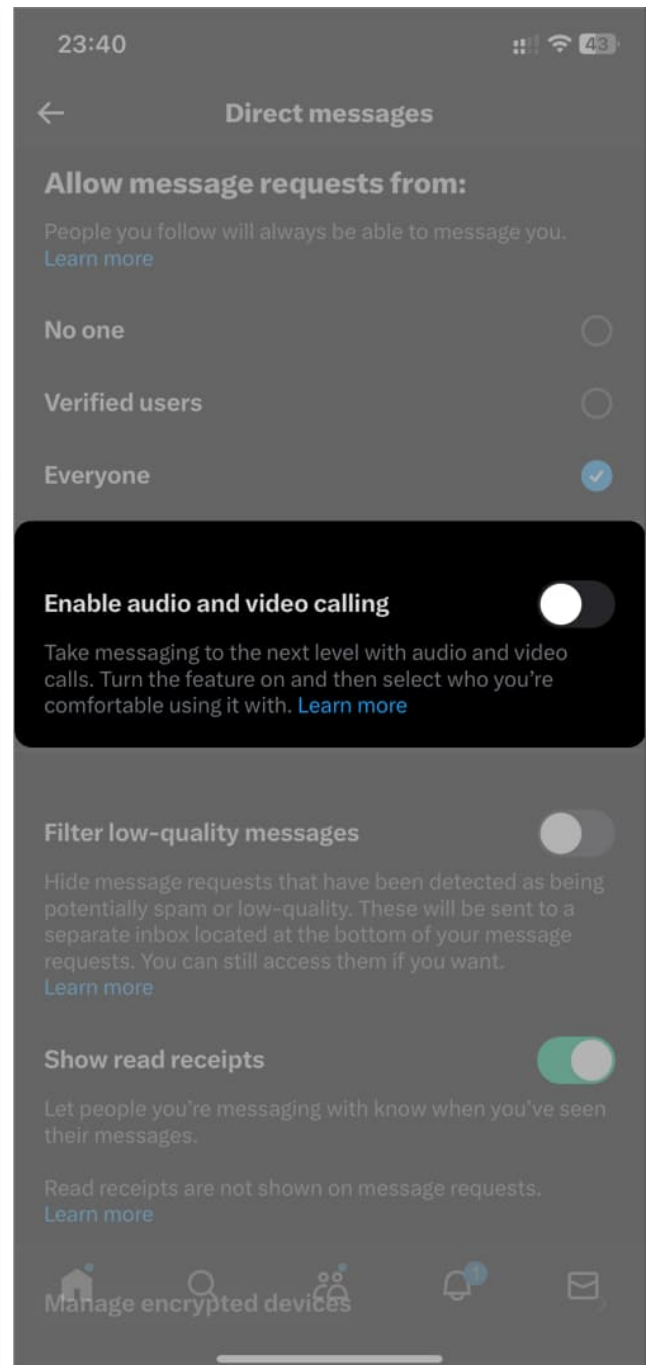 23:40
43
Direct messages
Allow message requests from:
People you follow will always be able to message you.
Learn more
No one
Verified users
Everyone
Enable audio and video calling
Take messaging to the next level with audio and video
calls. Turn the feature on and then select who you’re
comfortable using it with. Learn more
Filter low-quality messages
Hide message requests that have been detected as being
potentially spam or low-quality. These will be sent to a
separate inbox located at the bottom of your message
requests. You can still access them if you want.
Learn more
Show read receipts
Let people you’re messaging with know when you’ve seen
their messages.
Read receipts are not shown on message requests.
Learn more
1
Manage encrypted devices